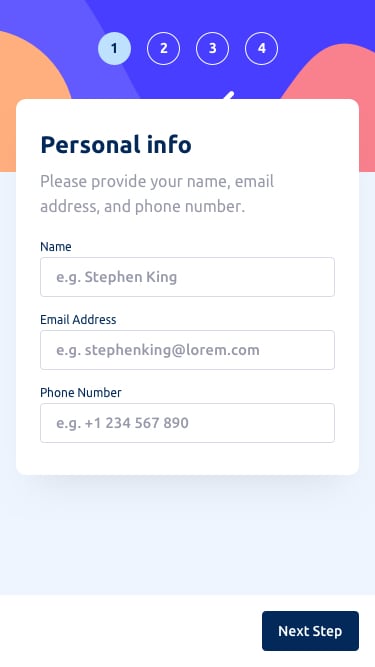 1 2 3 4
Personal info
Please provide your name, email
address, and phone number.
Name
e.g. Stephen King
Email Address
e.g. stephenking@lorem.com
Phone Number
e.g. +1 234 567 890
Next Step